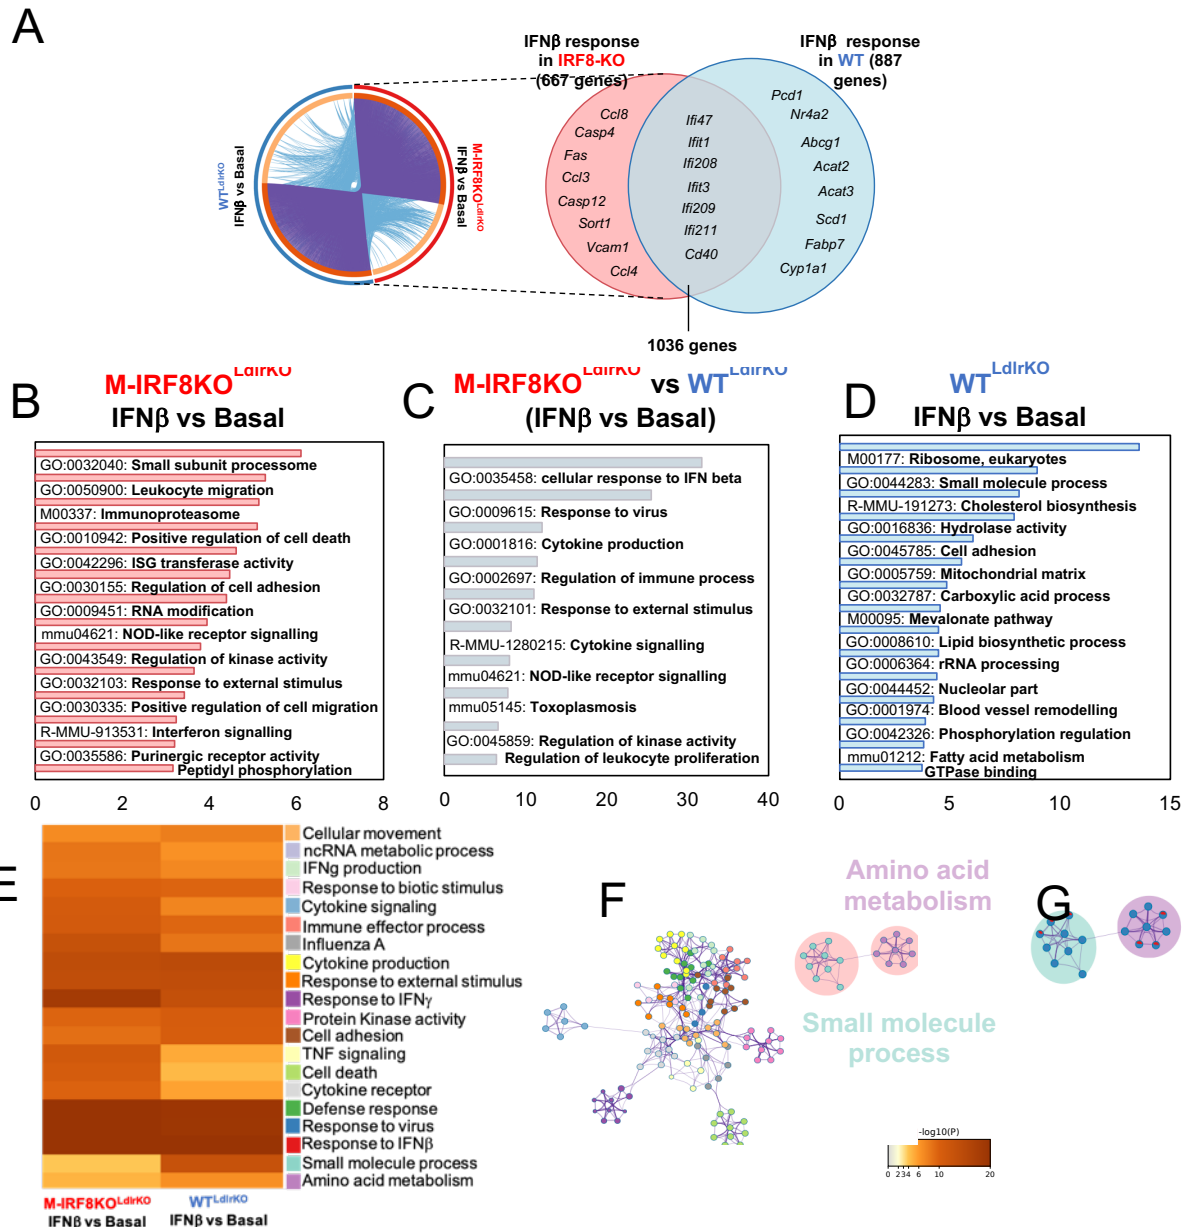 A
IFNβ response
in IRF8-KO
(667 genes)
IFNβ response
in WT (887
genes)
WT^LdlrKO
IFNβ vs Basal
M-IRF8KO^LdlrKO
IFNβ vs Basal
Ccl8
Casp4
Fas
Ccl3
Casp12
Sort1
Vcam1
Ccl4
Ifi47
Ifit1
Ifi208
Ifit3
Ifi209
Ifi211
Cd40
Pcd1
Nr4a2
Abcg1
Acat2
Acat3
Scd1
Fabp7
Cyp1a1
1036 genes
B
M-IRF8KO^LdlrKO
IFNβ vs Basal
GO:0032040: Small subunit processome
GO:0050900: Leukocyte migration
M00337: Immunoproteasome
GO:0010942: Positive regulation of cell death
GO:0042296: ISG transferase activity
GO:0030155: Regulation of cell adhesion
GO:0009451: RNA modification
mmu04621: NOD-like receptor signalling
GO:0043549: Regulation of kinase activity
GO:0032103: Response to external stimulus
GO:0030335: Positive regulation of cell migration
R-MMU-913531: Interferon signalling
GO:0035586: Purinergic receptor activity
Peptidyl phosphorylation
0 2 4 6 8
C
M-IRF8KO^LdlrKO vs WT^LdlrKO
(IFNβ vs Basal)
GO:0035458: cellular response to IFN beta
GO:0009615: Response to virus
GO:0001816: Cytokine production
GO:0002697: Regulation of immune process
GO:0032101: Response to external stimulus
R-MMU-1280215: Cytokine signalling
mmu04621: NOD-like receptor signalling
mmu05145: Toxoplasmosis
GO:0045859: Regulation of kinase activity
Regulation of leukocyte proliferation
0 10 20 30 40
D
WT^LdlrKO
IFNβ vs Basal
M00177: Ribosome, eukaryotes
GO:0044283: Small molecule process
R-MMU-191273: Cholesterol biosynthesis
GO:0016836: Hydrolase activity
GO:0045785: Cell adhesion
GO:0005759: Mitochondrial matrix
GO:0032787: Carboxylic acid process
M00095: Mevalonate pathway
GO:0008610: Lipid biosynthetic process
GO:0006364: rRNA processing
GO:0044452: Nucleolar part
GO:0001974: Blood vessel remodelling
GO:0042326: Phosphorylation regulation
mmu01212: Fatty acid metabolism
GTPase binding
0 5 10 15
E
Cellular movement
ncRNA metabolic process
IFNg production
Response to biotic stimulus
Cytokine signaling
Immune effector process
Influenza A
Cytokine production
Response to external stimulus
Response to IFNγ
Protein Kinase activity
Cell adhesion
TNF signaling
Cell death
Cytokine receptor
Defense response
Response to virus
Response to IFNβ
Small molecule process
Amino acid metabolism
M-IRF8KO^LdlrKO
IFNβ vs Basal
WT^LdlrKO
IFNβ vs Basal
F
Amino acid
metabolism
Small molecule
process
G
-log10(P)
0 2 3 4 6 10 20